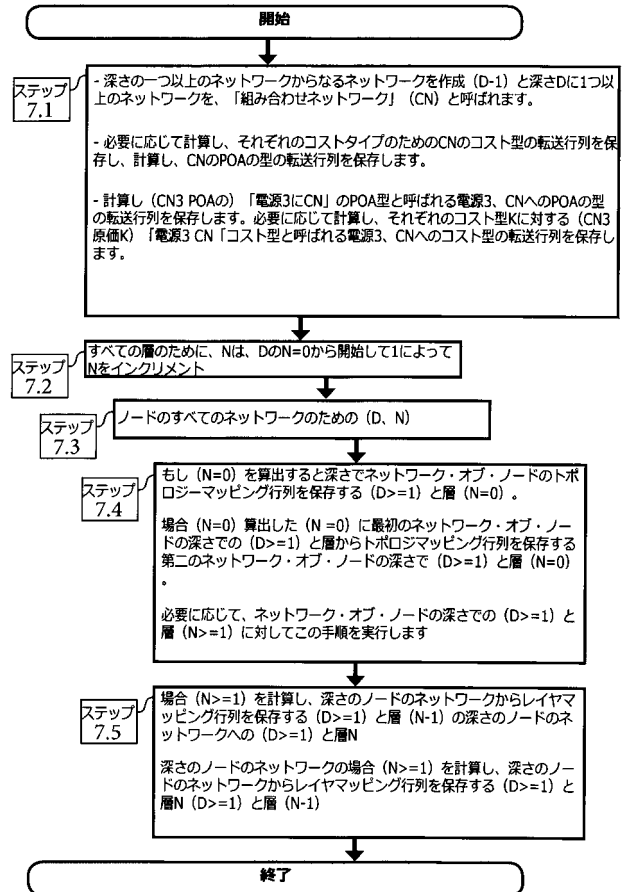 開始
ステップ
7.1
- 深さの一つ以上のネットワークからなるネットワークを作成（D-1）と深さDに1つ以
上のネットワークを、「組み合わせネットワーク」（CN）と呼ばれます。
- 必要に応じて計算し、それぞれのコストタイプのためのCNのコスト型の転送行列を保
存し、計算し、CNのPOAの型の転送行列を保存します。
- 計算し（CN3 POAの）「電源3にCN」のPOA型と呼ばれる電源3、CNへのPOAの型
の転送行列を保存します。必要に応じて計算し、それぞれのコスト型Kに対する（CN3
原価K）「電源3 CN「コスト型と呼ばれる電源3、CNへのコスト型の転送行列を保存し
ます。
ステップ
7.2
すべての層のために、Nは、DのN=0から開始して1によって
Nをインクリメント
ステップ
7.3
ノードのすべてのネットワークのための（D、N）
ステップ
7.4
もし（N=0）を算出すると深さでネットワーク・オブ・ノードのトポ
ロジーマッピング行列を保存する（D>=1）と層（N=0）。
場合（N=0）算出した（N =0）に最初のネットワーク・オブ・ノー
ドの深さでの（D>=1）と層からトポロジマッピング行列を保存する
第二のネットワーク・オブ・ノードの深さで（D>=1）と層（N=0）
。
必要に応じて、ネットワーク・オブ・ノードの深さでの（D>=1）と
層（N>=1）に対してこの手順を実行します
ステップ
7.5
場合（N>=1）を計算し、深さのノードのネットワークからレイヤマ
ッピング行列を保存する（D>=1）と層（N-1）の深さのノードのネ
ットワークへの（D>=1）と層N
深さのノードのネットワークの場合（N>=1）を計算し、深さのノー
ドのネットワークからレイヤマッピング行列を保存する（D>=1）と
層N（D>=1）と層（N-1）
終了